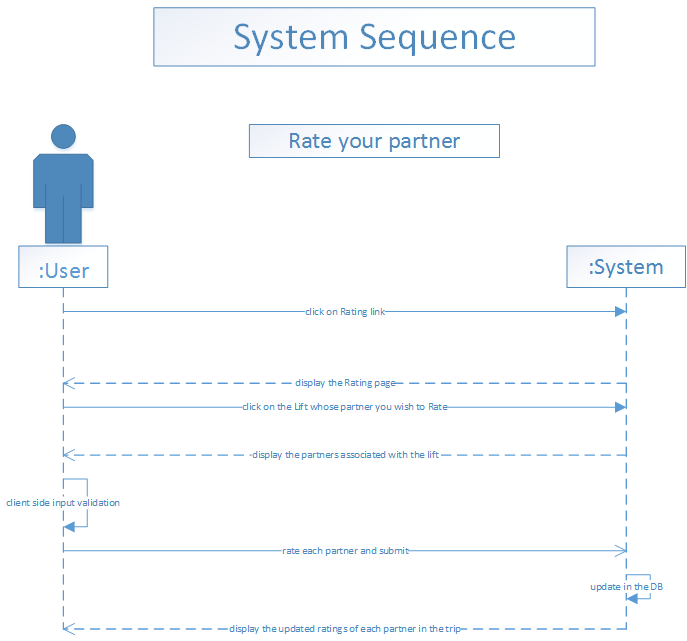 System Sequence
Rate your partner
:User
:System
click on Rating link
display the Rating page
click on the Lift whose partner you wish to Rate
display the partners associated with the lift
client side input validation
rate each partner and submit
update in the DB
display the updated ratings of each partner in the trip